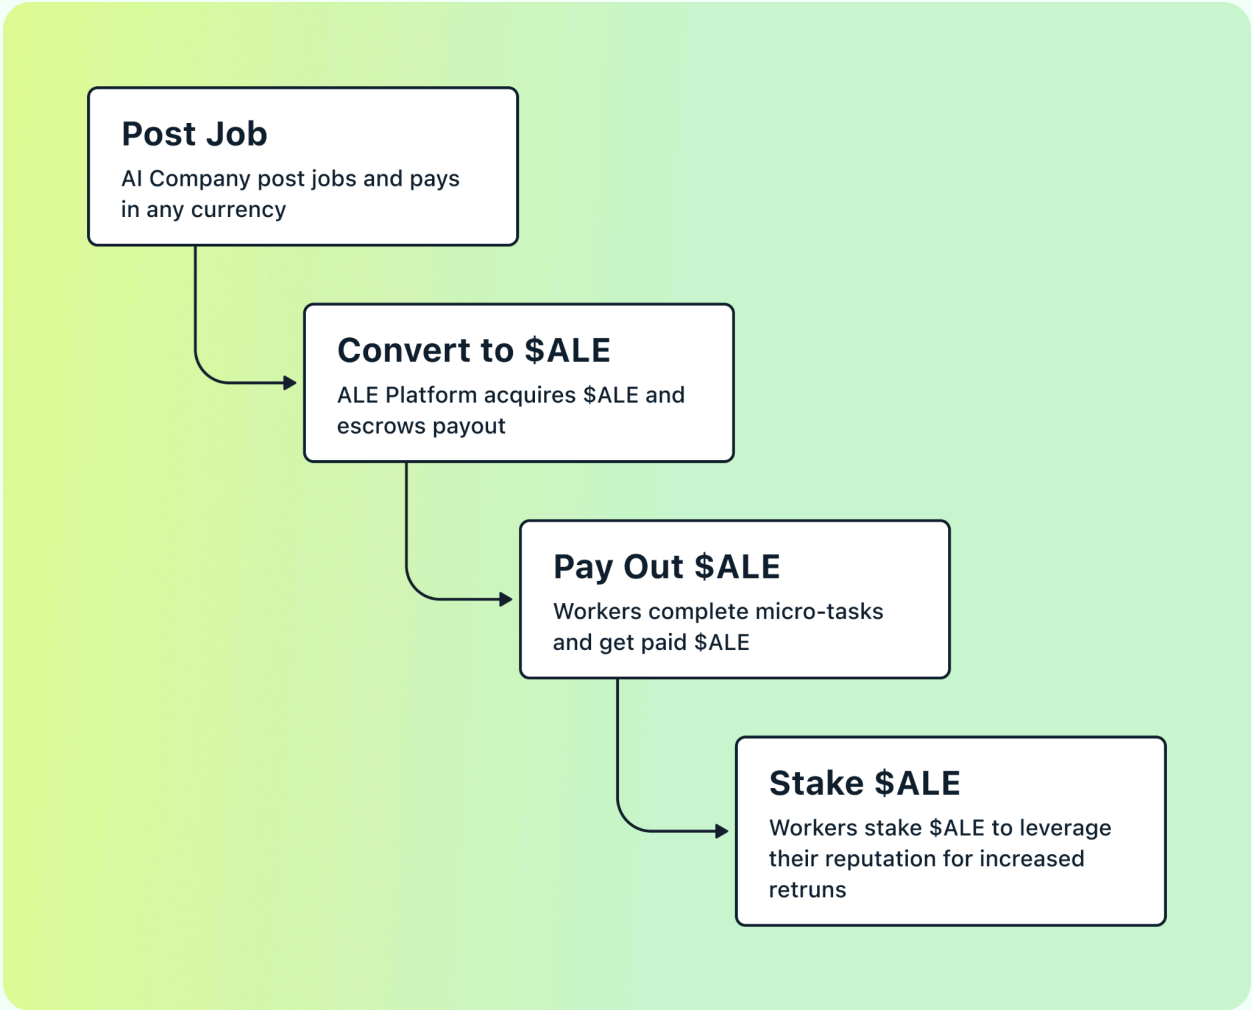 Post Job
AI Company post jobs and pays
in any currency
Convert to $ALE
ALE Platform acquires $ALE and
escrows payout
Pay Out $ALE
Workers complete micro-tasks
and get paid $ALE
Stake $ALE
Workers stake $ALE to leverage
their reputation for increased
retruns